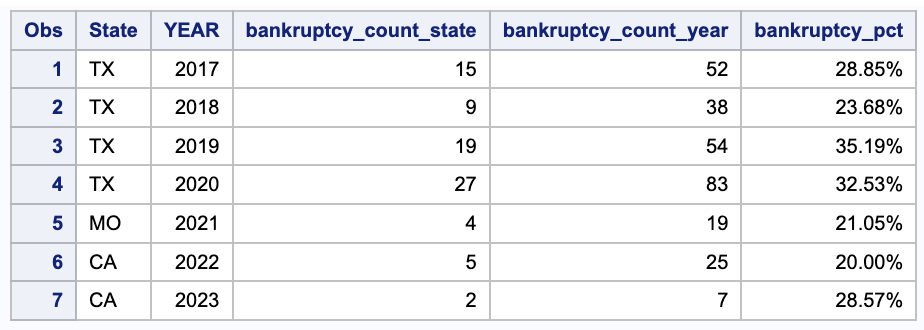 Obs State YEAR bankruptcy_count_state bankruptcy_count_year bankruptcy_pct
1 TX 2017 15 52 28.85%
2 TX 2018 9 38 23.68%
3 TX 2019 19 54 35.19%
4 TX 2020 27 83 32.53%
5 MO 2021 4 19 21.05%
6 CA 2022 5 25 20.00%
7 CA 2023 2 7 28.57%